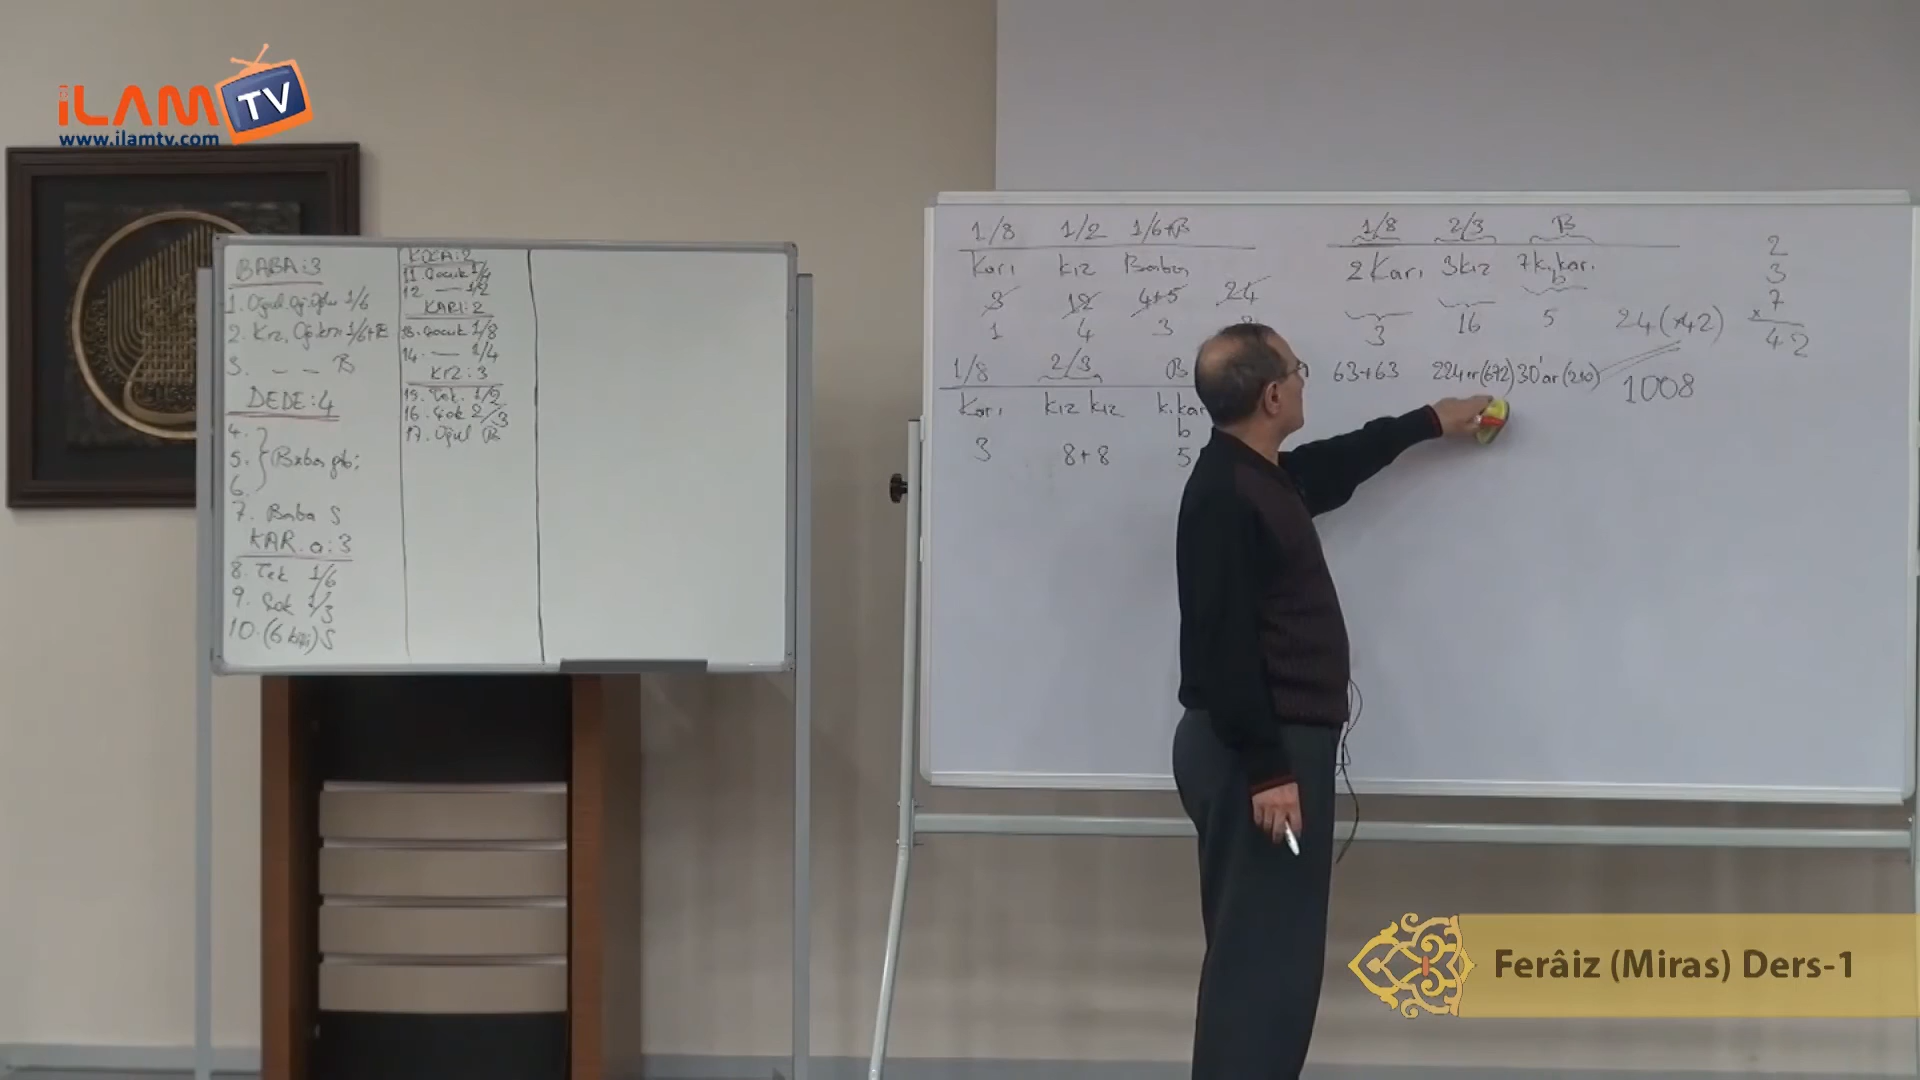 iLAM TV
www.ilamtv.com
BABA:3
1. Oğul. Oğ. Oğlu 1/6
2. Kız, Oğ. kızı 1/6+B
3. — — B
DEDE:4
4.
5. Baba gibi
6.
7. Baba S
KAR. a:3
8. Tek 1/6
9. Çok 1/3
10. (6 kişi) S
KOCA:2
11. Çocuk 1/4
12. — 1/2
KARI:2
13. Çocuk 1/8
14. — 1/4
KIZ:3
15. Tek. 1/2
16. Çok 2/3
17. Oğul B
1/8 1/2 1/6+B
Karı kız Baba
3 12 4+5 24
1 4 3 8
1/8 2/3 B
Karı kız kız k. kar
b
3 8+8 5
1/8 2/3 B
2 Karı 3 kız 7 k. kar.
b
3 16 5 24 (x42)
63+63 224er (672) 30'ar (210) 1008
2
3
x 7
42
Ferâiz (Miras) Ders-1